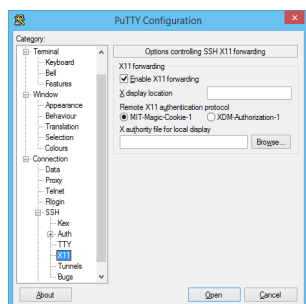 PuTTY Configuration
Category:
Terminal
Keyboard
Bell
Features
Window
Appearance
Behaviour
Translation
Selection
Colours
Connection
Data
Proxy
Telnet
Rlogin
SSH
Kex
Auth
TTY
X11
Tunnels
Bugs
Options controlling SSH X11 forwarding
X11 forwarding
Enable X11 forwarding
X display location
Remote X11 authentication protocol
MIT-Magic-Cookie-1 XDM-Authorization-1
X authority file for local display
Browse...
About Open Cancel